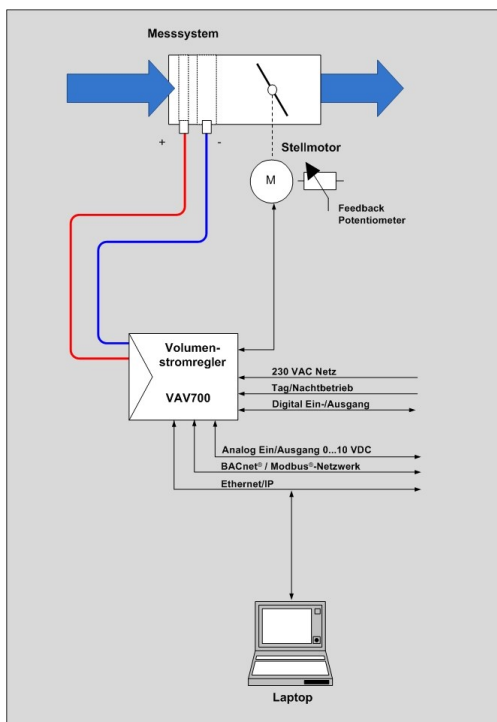 Messsystem
+
-
Stellmotor
M
Feedback
Potentiometer
Volumen-
stromregler
VAV700
230 VAC Netz
Tag/Nachtbetrieb
Digital Ein-/Ausgang
Analog Ein/Ausgang 0...10 VDC
BACnet® / Modbus®-Netzwerk
Ethernet/IP
Laptop